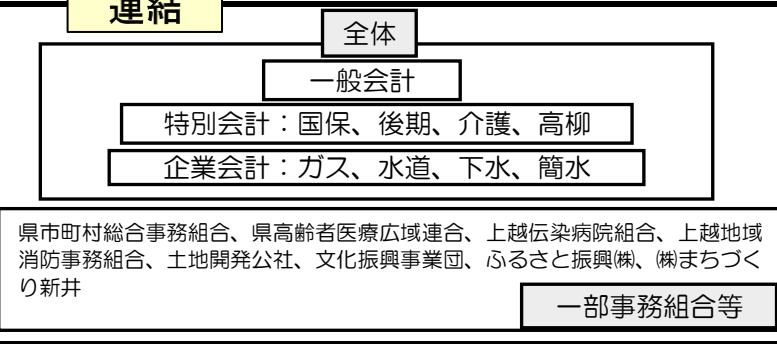 連結
全体
一般会計
特別会計：国保、後期、介護、高柳
企業会計：ガス、水道、下水、簡水
県市町村総合事務組合、県高齢者医療広域連合、上越伝染病院組合、上越地域
消防事務組合、土地開発公社、文化振興事業団、ふるさと振興㈱、㈱まちづく
り新井
一部事務組合等